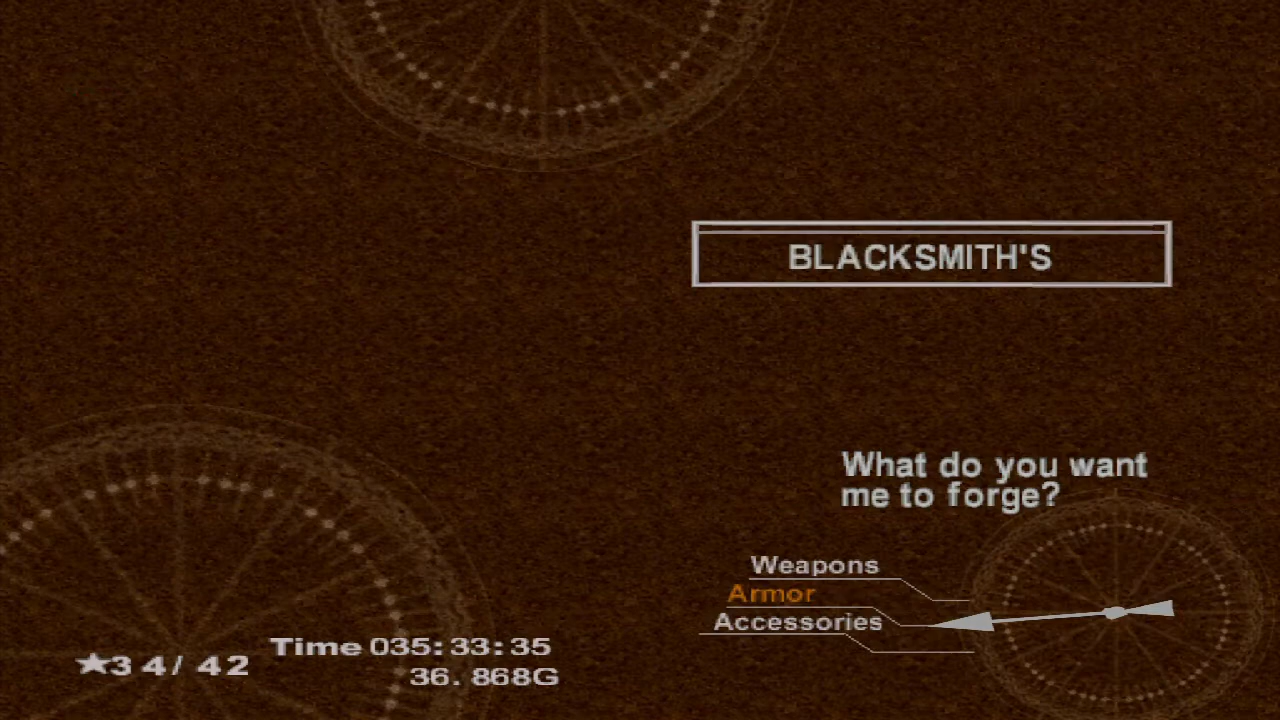 BLACKSMITH'S
What do you want
me to forge?
Weapons
Armor
Accessories
Time 035:33:35
★34/ 42
36. 868G